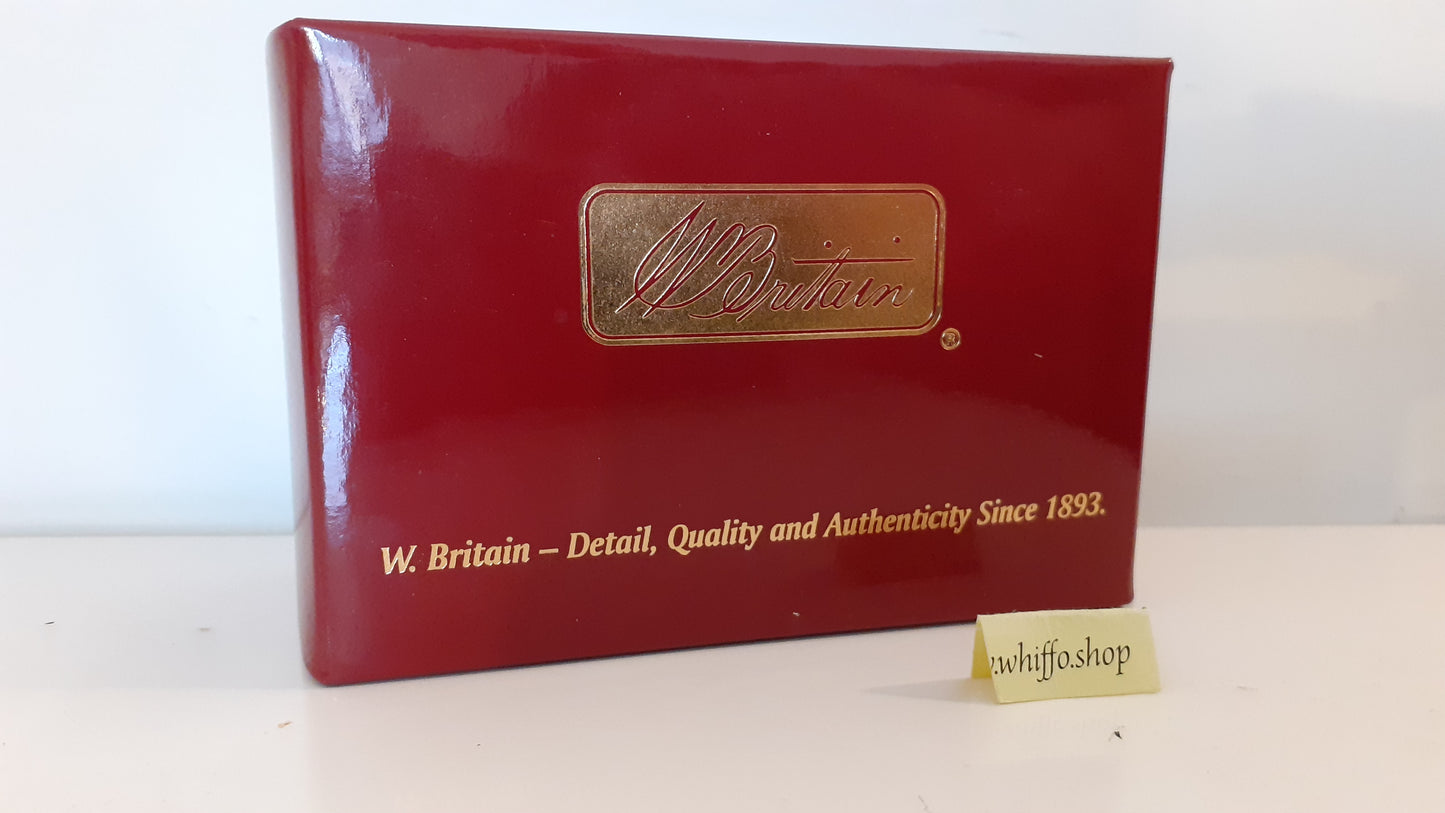 W Britain
®
W. Britain – Detail, Quality and Authenticity Since 1893.
.whiffo.shop